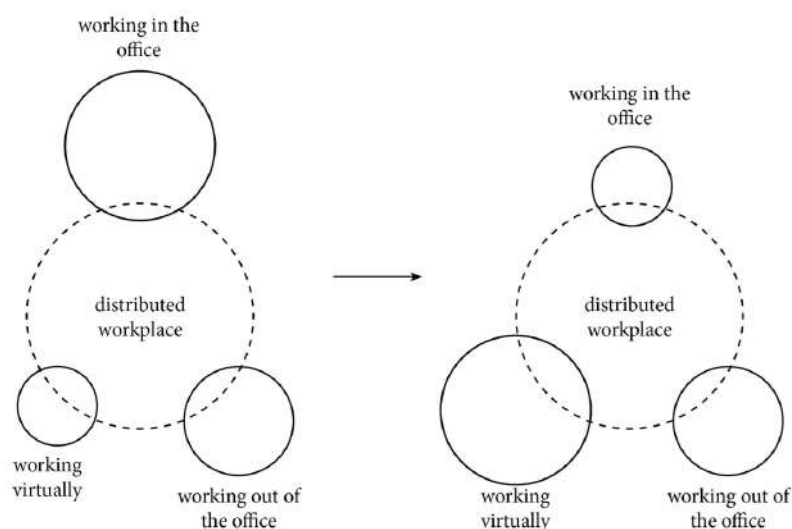 working in the
office
distributed
workplace
working
virtually
working out of
the office
working in the
office
distributed
workplace
working
virtually
working out of
the office